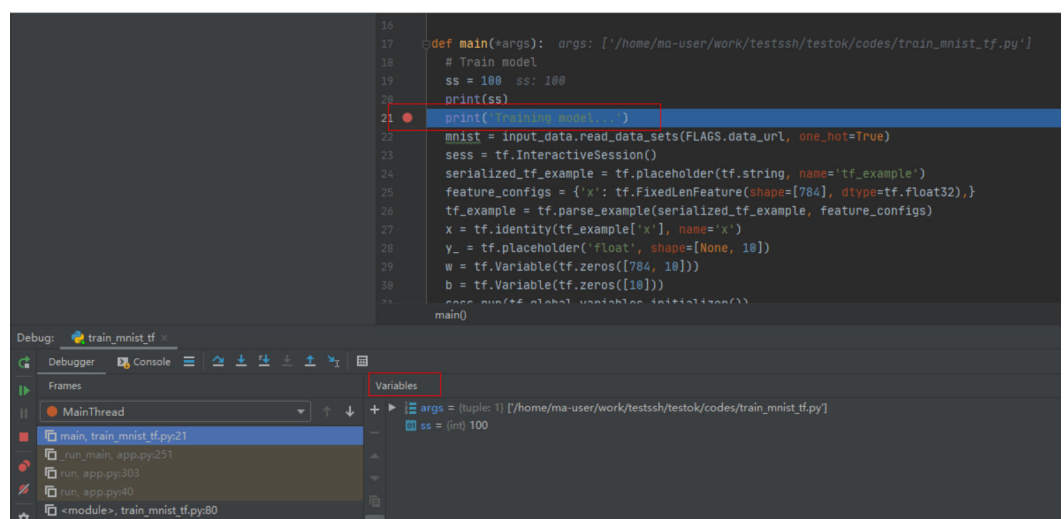 16
17 def main(*args): args: ['/home/ma-user/work/testssh/testok/codes/train_mnist_tf.py']
18 # Train model
19 ss = 100 ss: 100
20 print(ss)
21 print('Training model...')
22 mnist = input_data.read_data_sets(FLAGS.data_url, one_hot=True)
23 sess = tf.InteractiveSession()
24 serialized_tf_example = tf.placeholder(tf.string, name='tf_example')
25 feature_configs = {'x': tf.FixedLenFeature(shape=[784], dtype=tf.float32),}
26 tf_example = tf.parse_example(serialized_tf_example, feature_configs)
27 x = tf.identity(tf_example['x'], name='x')
28 y_ = tf.placeholder('float', shape=[None, 10])
29 w = tf.Variable(tf.zeros([784, 10]))
30 b = tf.Variable(tf.zeros([10]))
31 sess.run(tf.global_variables_initializer())
main()
Debug: train_mnist_tf
Debugger Console
Frames Variables
MainThread
args = (tuple: 1) ['/home/ma-user/work/testssh/testok/codes/train_mnist_tf.py']
ss = (int) 100
main, train_mnist_tf.py:21
_run_main, app.py:251
run, app.py:303
run, app.py:40
<module>, train_mnist_tf.py:80